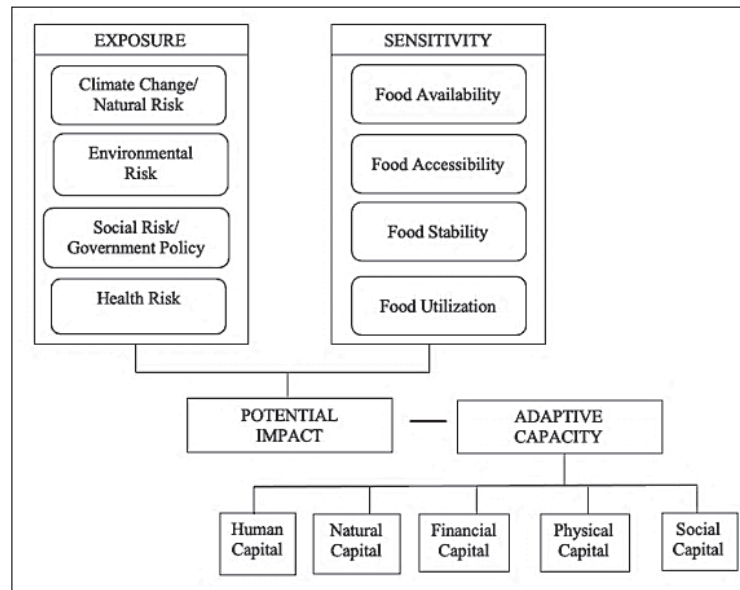 EXPOSURE
Climate Change/
Natural Risk
Environmental
Risk
Social Risk/
Government Policy
Health Risk
SENSITIVITY
Food Availability
Food Accessibility
Food Stability
Food Utilization
POTENTIAL
IMPACT
ADAPTIVE
CAPACITY
Human
Capital
Natural
Capital
Financial
Capital
Physical
Capital
Social
Capital